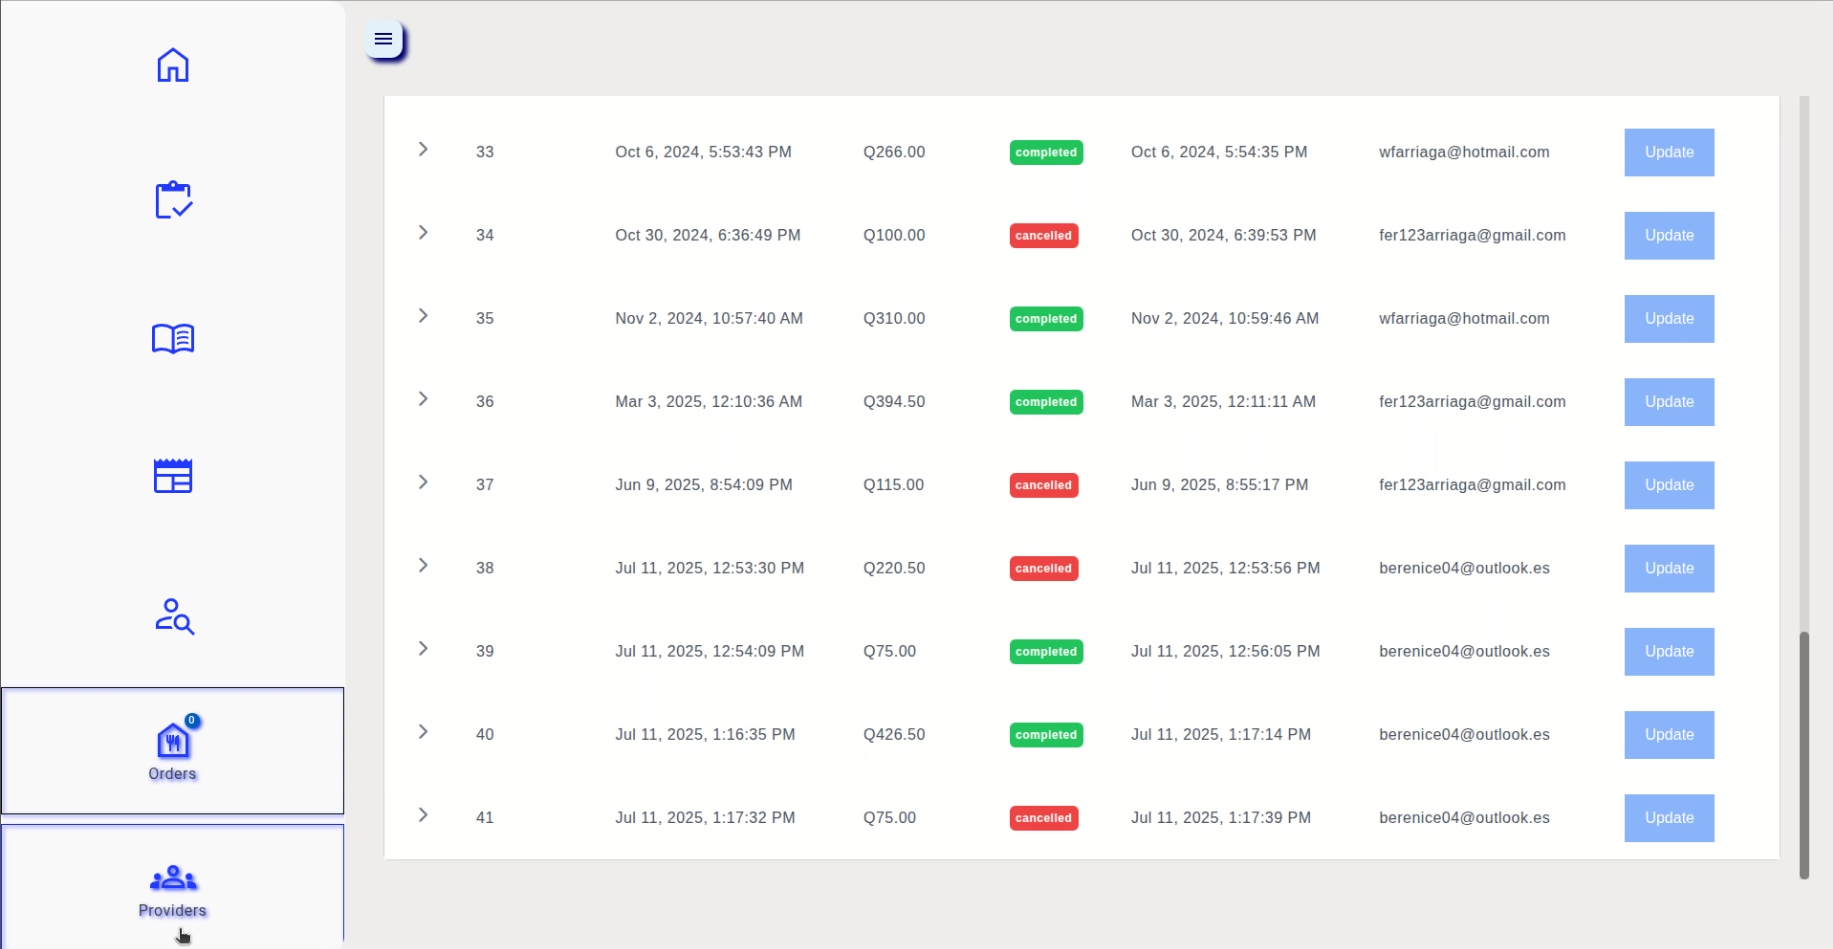 33 Oct 6, 2024, 5:53:43 PM Q266.00 completed Oct 6, 2024, 5:54:35 PM wfarriaga@hotmail.com Update
34 Oct 30, 2024, 6:36:49 PM Q100.00 cancelled Oct 30, 2024, 6:39:53 PM fer123arriaga@gmail.com Update
35 Nov 2, 2024, 10:57:40 AM Q310.00 completed Nov 2, 2024, 10:59:46 AM wfarriaga@hotmail.com Update
36 Mar 3, 2025, 12:10:36 AM Q394.50 completed Mar 3, 2025, 12:11:11 AM fer123arriaga@gmail.com Update
37 Jun 9, 2025, 8:54:09 PM Q115.00 cancelled Jun 9, 2025, 8:55:17 PM fer123arriaga@gmail.com Update
38 Jul 11, 2025, 12:53:30 PM Q220.50 cancelled Jul 11, 2025, 12:53:56 PM berenice04@outlook.es Update
39 Jul 11, 2025, 12:54:09 PM Q75.00 completed Jul 11, 2025, 12:56:05 PM berenice04@outlook.es Update
40 Jul 11, 2025, 1:16:35 PM Q426.50 completed Jul 11, 2025, 1:17:14 PM berenice04@outlook.es Update
41 Jul 11, 2025, 1:17:32 PM Q75.00 cancelled Jul 11, 2025, 1:17:39 PM berenice04@outlook.es Update
0
Orders
Providers